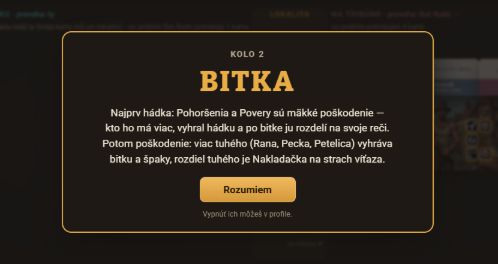 KOLO 2
BITKA
Najprv hádka: Pohoršenia a Povery sú mäkké poškodenie —
kto ho má viac, vyhral hádku a po bitke ju rozdelí na svoje reči.
Potom poškodenie: viac tuhého (Rana, Pecka, Petelica) vyhráva
bitku a špaky, rozdiel tuhého je Nakladačka na strach víťaza.
Rozumiem
Vypnúť ich môžeš v profile.